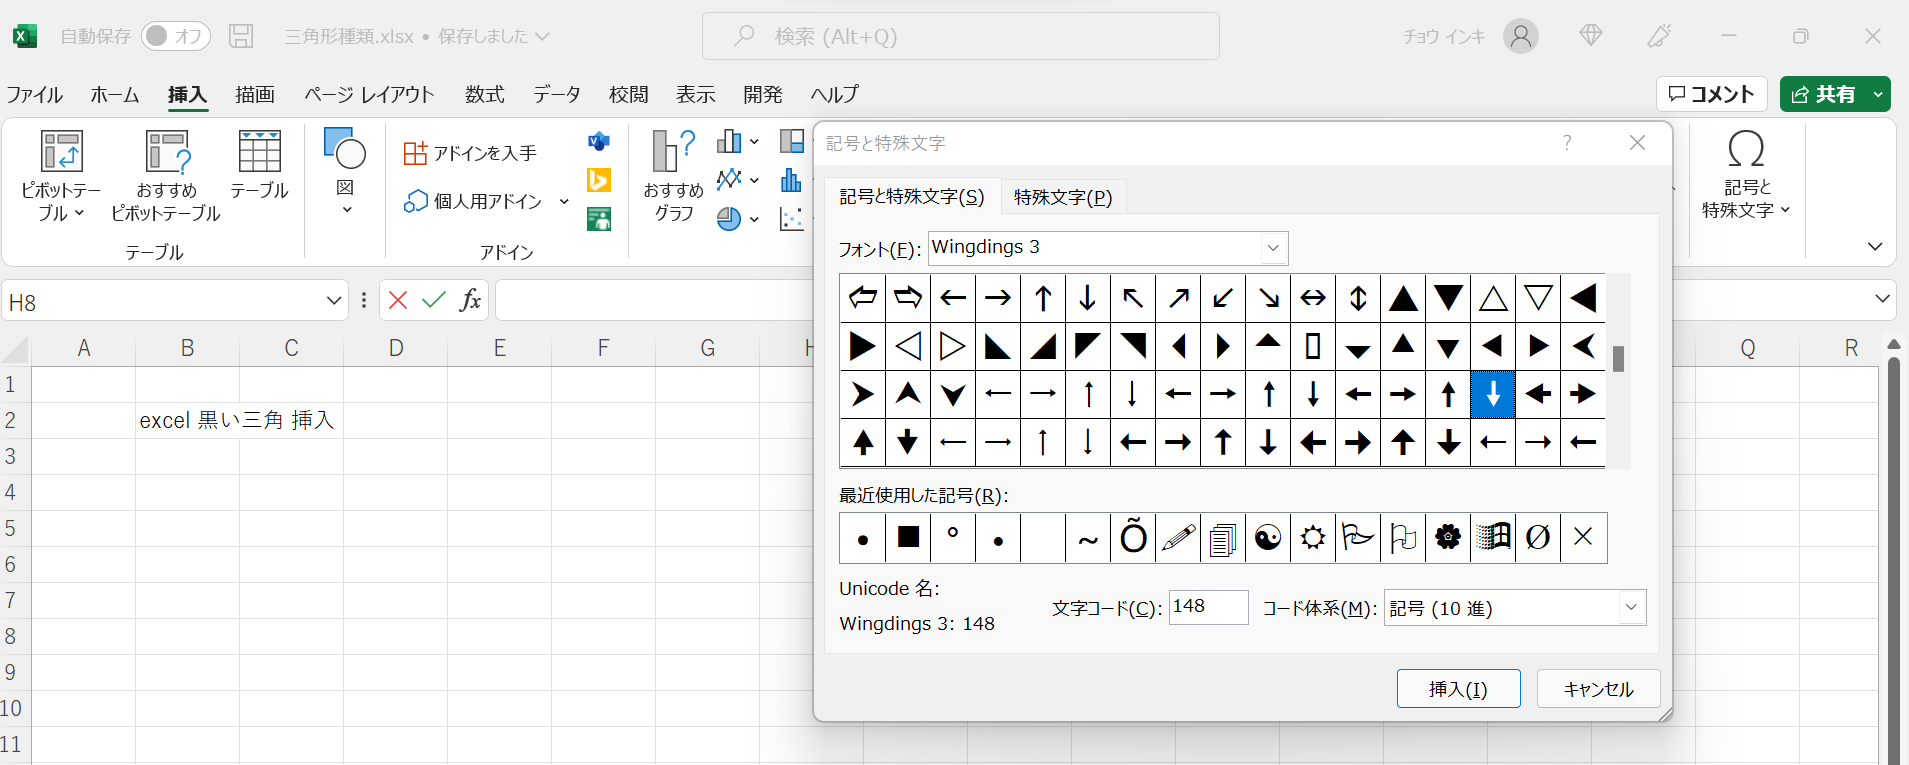 自動保存 オフ 三角形種類.xlsx • 保存しました 検索 (Alt+Q) チョウ インキ
ファイル ホーム 挿入 描画 ページ レイアウト 数式 データ 校閲 表示 開発 ヘルプ コメント 共有
ピボットテー
ブル
おすすめ
ピボットテーブル
テーブル
テーブル
図
アドインを入手
個人用アドイン
アドイン
おすすめ
グラフ
記号と
特殊文字
H8
fx
A B C D E F G H Q R
1
2 excel 黒い三角 挿入
3
4
5
6
7
8
9
10
11
記号と特殊文字 ?
記号と特殊文字(S) 特殊文字(P)
フォント(F): Wingdings 3
最近使用した記号(R):
Unicode 名:
Wingdings 3: 148
文字コード(C): 148 コード体系(M): 記号 (10 進)
挿入(I) キャンセル